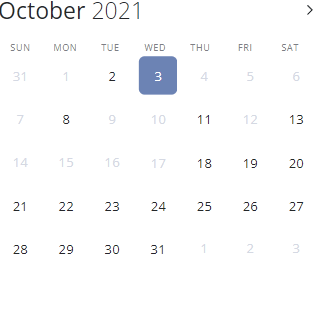 October 2021
SUN MON TUE WED THU FRI SAT
31 1 2 3 4 5 6
7 8 9 10 11 12 13
14 15 16 17 18 19 20
21 22 23 24 25 26 27
28 29 30 31 1 2 3